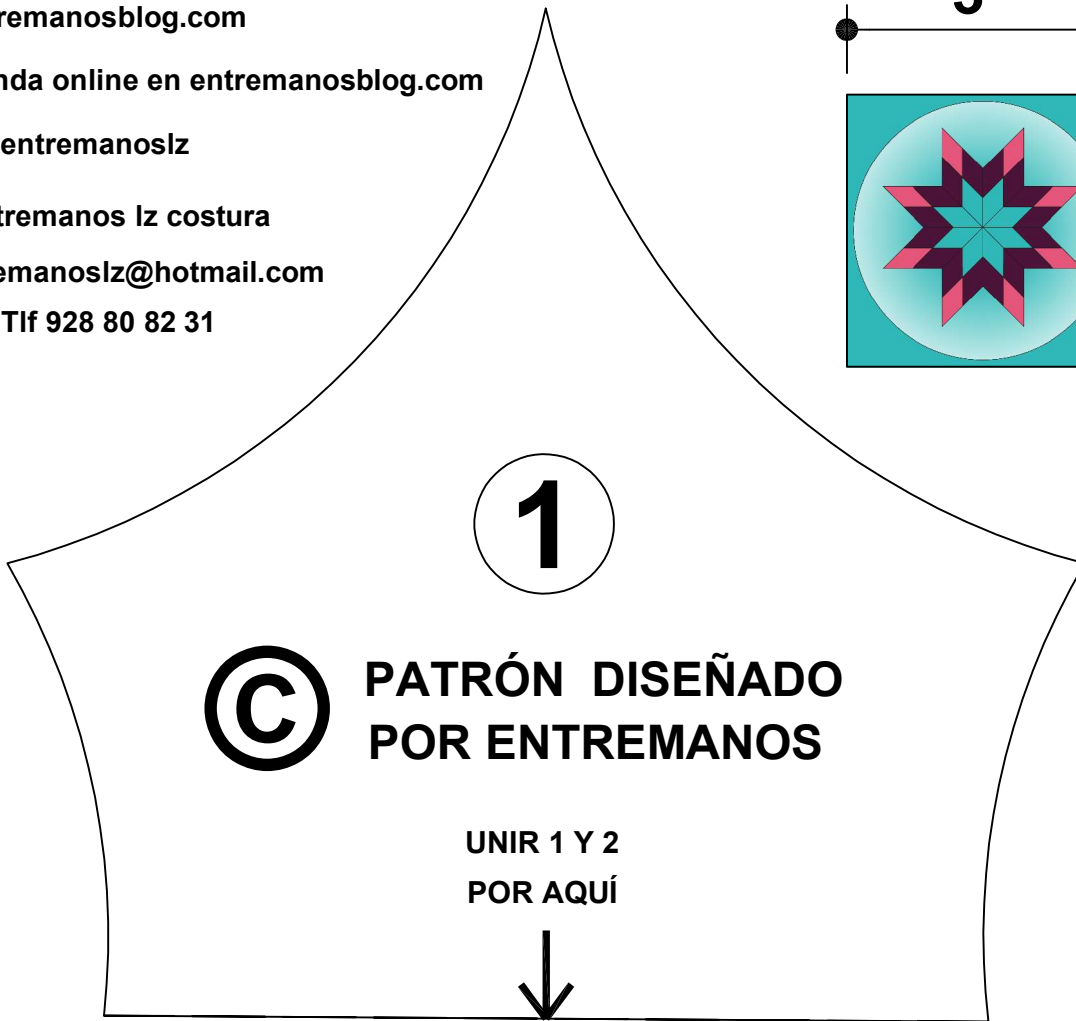 remanosblog.com
nda online en entremanosblog.com
entremanoslz
tremanos lz costura
emanoslz@hotmail.com
Tlf 928 80 82 31
1
© PATRÓN DISEÑADO
POR ENTREMANOS
UNIR 1 Y 2
POR AQUÍ